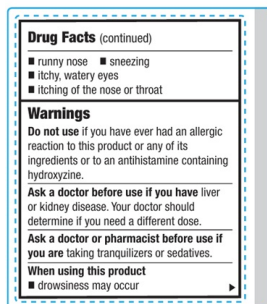 Drug Facts (continued)
■ runny nose ■ sneezing
■ itchy, watery eyes
■ itching of the nose or throat
Warnings
Do not use if you have ever had an allergic
reaction to this product or any of its
ingredients or to an antihistamine containing
hydroxyzine.
Ask a doctor before use if you have liver
or kidney disease. Your doctor should
determine if you need a different dose.
Ask a doctor or pharmacist before use if
you are taking tranquilizers or sedatives.
When using this product
■ drowsiness may occur